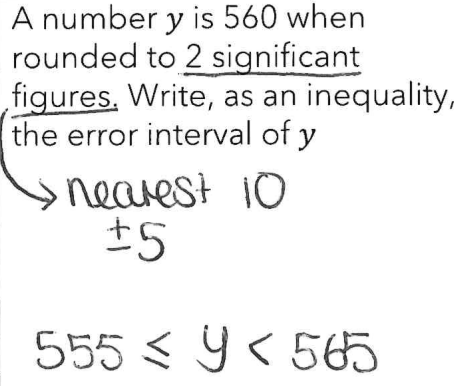 A number y is 560 when
rounded to 2 significant
figures. Write, as an inequality,
the error interval of y
nearest 10
±5
555 ≤ y < 565